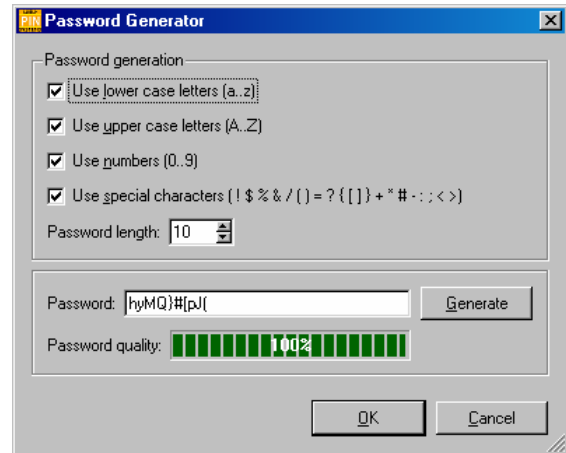 PIN Password Generator
Password generation
Use lower case letters (a..z)
Use upper case letters (A..Z)
Use numbers (0..9)
Use special characters ( ! $ % & / ( ) = ? { [ ] } + * # - : ; < >)
Password length: 10
Password: hyMQ}#[pJ( Generate
Password quality: 100%
OK Cancel